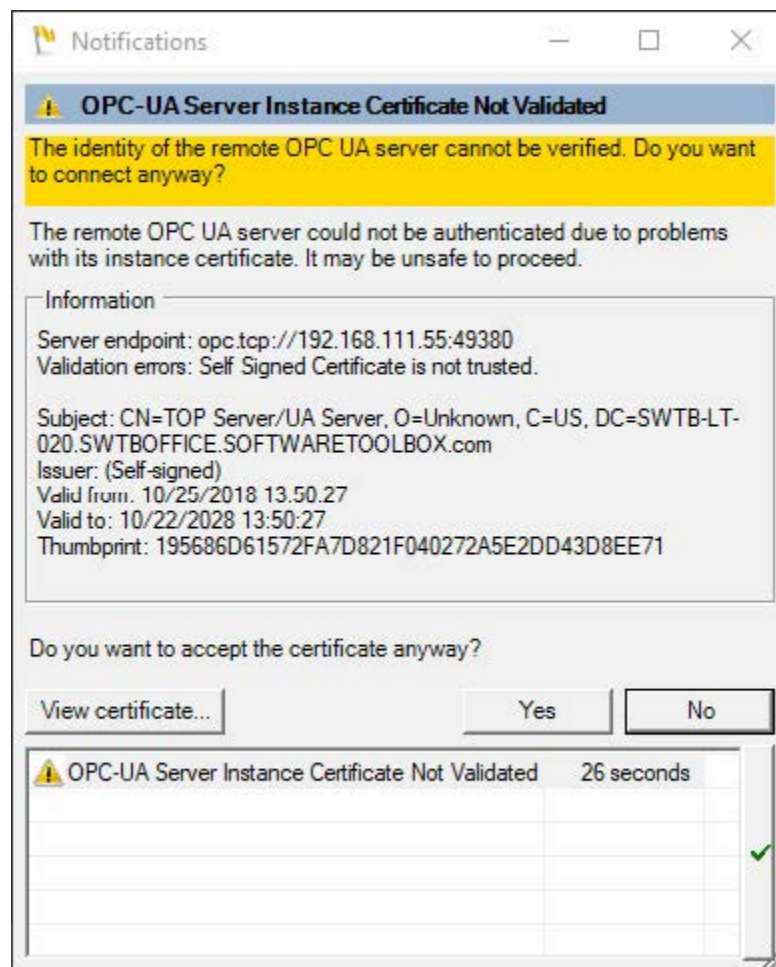 Notifications
OPC-UA Server Instance Certificate Not Validated
The identity of the remote OPC UA server cannot be verified. Do you want
to connect anyway?
The remote OPC UA server could not be authenticated due to problems
with its instance certificate. It may be unsafe to proceed.
Information
Server endpoint: opc.tcp://192.168.111.55:49380
Validation errors: Self Signed Certificate is not trusted.
Subject: CN=TOP Server/UA Server, O=Unknown, C=US, DC=SWTB-LT-
020.SWTBOFFICE.SOFTWARETOOLBOX.com
Issuer: (Self-signed)
Valid from: 10/25/2018 13:50:27
Valid to: 10/22/2028 13:50:27
Thumbprint: 195686D61572FA7D821F040272A5E2DD43D8EE71
Do you want to accept the certificate anyway?
View certificate... Yes No
OPC-UA Server Instance Certificate Not Validated 26 seconds